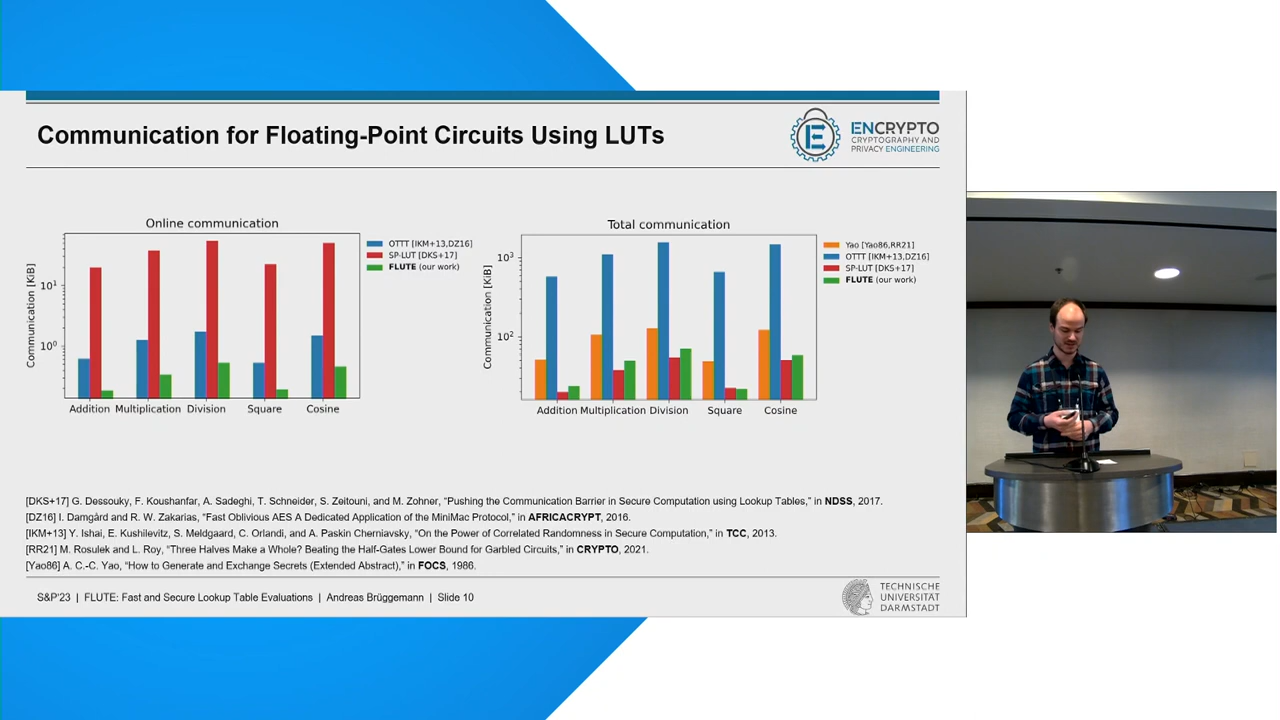 Communication for Floating-Point Circuits Using LUTs
ENCRYPTO
CRYPTOGRAPHY AND
PRIVACY ENGINEERING
Online communication
Communication [KiB]
10¹
10⁰
Addition Multiplication Division Square Cosine
OTTT [IKM+13,DZ16]
SP-LUT [DKS+17]
FLUTE (our work)
Total communication
Communication [KiB]
10³
10²
Addition Multiplication Division Square Cosine
Yao [Yao86,RR21]
OTTT [IKM+13,DZ16]
SP-LUT [DKS+17]
FLUTE (our work)
[DKS+17] G. Dessouky, F. Koushanfar, A. Sadeghi, T. Schneider, S. Zeitouni, and M. Zohner, “Pushing the Communication Barrier in Secure Computation using Lookup Tables,” in NDSS, 2017.
[DZ16] I. Damgård and R. W. Zakarias, “Fast Oblivious AES A Dedicated Application of the MiniMac Protocol,” in AFRICACRYPT, 2016.
[IKM+13] Y. Ishai, E. Kushilevitz, S. Meldgaard, C. Orlandi, and A. Paskin Cherniavsky, “On the Power of Correlated Randomness in Secure Computation,” in TCC, 2013.
[RR21] M. Rosulek and L. Roy, “Three Halves Make a Whole? Beating the Half-Gates Lower Bound for Garbled Circuits,” in CRYPTO, 2021.
[Yao86] A. C.-C. Yao, “How to Generate and Exchange Secrets (Extended Abstract),” in FOCS, 1986.
S&P'23 | FLUTE: Fast and Secure Lookup Table Evaluations | Andreas Brüggemann | Slide 10
TECHNISCHE
UNIVERSITÄT
DARMSTADT